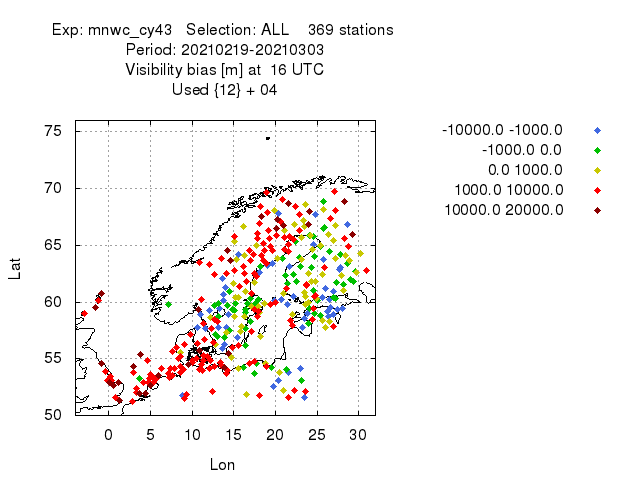 Exp: mnwc_cy43   Selection: ALL    369 stations
Period: 20210219-20210303
Visibility bias [m] at  16 UTC
Used {12} + 04
-10000.0 -1000.0
-1000.0 0.0
0.0 1000.0
1000.0 10000.0
10000.0 20000.0
75
70
65
60
55
50
Lat
0 5 10 15 20 25 30
Lon